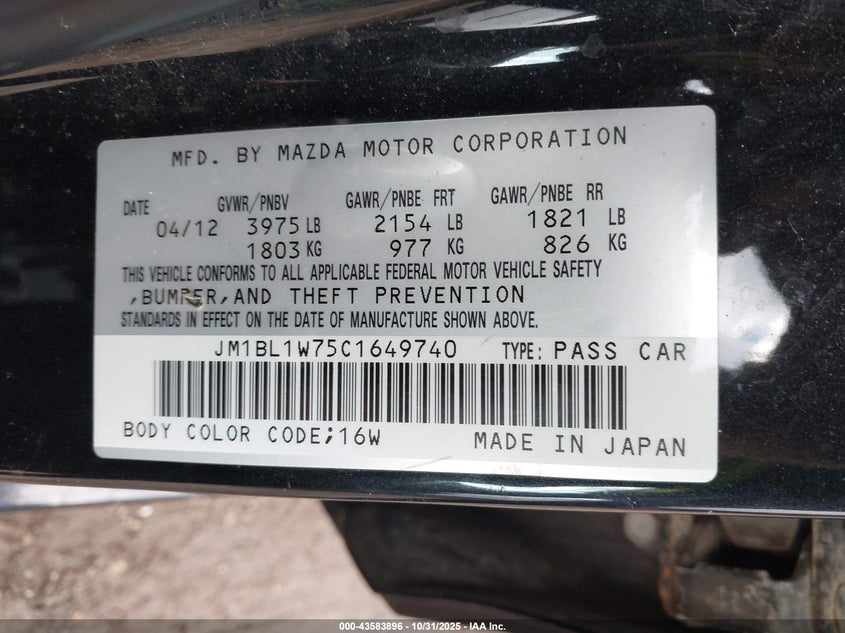 MFD. BY MAZDA MOTOR CORPORATION
DATE GVWR/PNBV GAWR/PNBE FRT GAWR/PNBE RR
04/12 3975 LB 2154 LB 1821 LB
1803 KG 977 KG 826 KG
THIS VEHICLE CONFORMS TO ALL APPLICABLE FEDERAL MOTOR VEHICLE SAFETY
,BUMPER,AND THEFT PREVENTION
STANDARDS IN EFFECT ON THE DATE OF MANUFACTURE SHOWN ABOVE.
JM1BL1W75C1649740 TYPE: PASS CAR
BODY COLOR CODE;16W MADE IN JAPAN
000-43583896 - 10/31/2025 - IAA Inc.